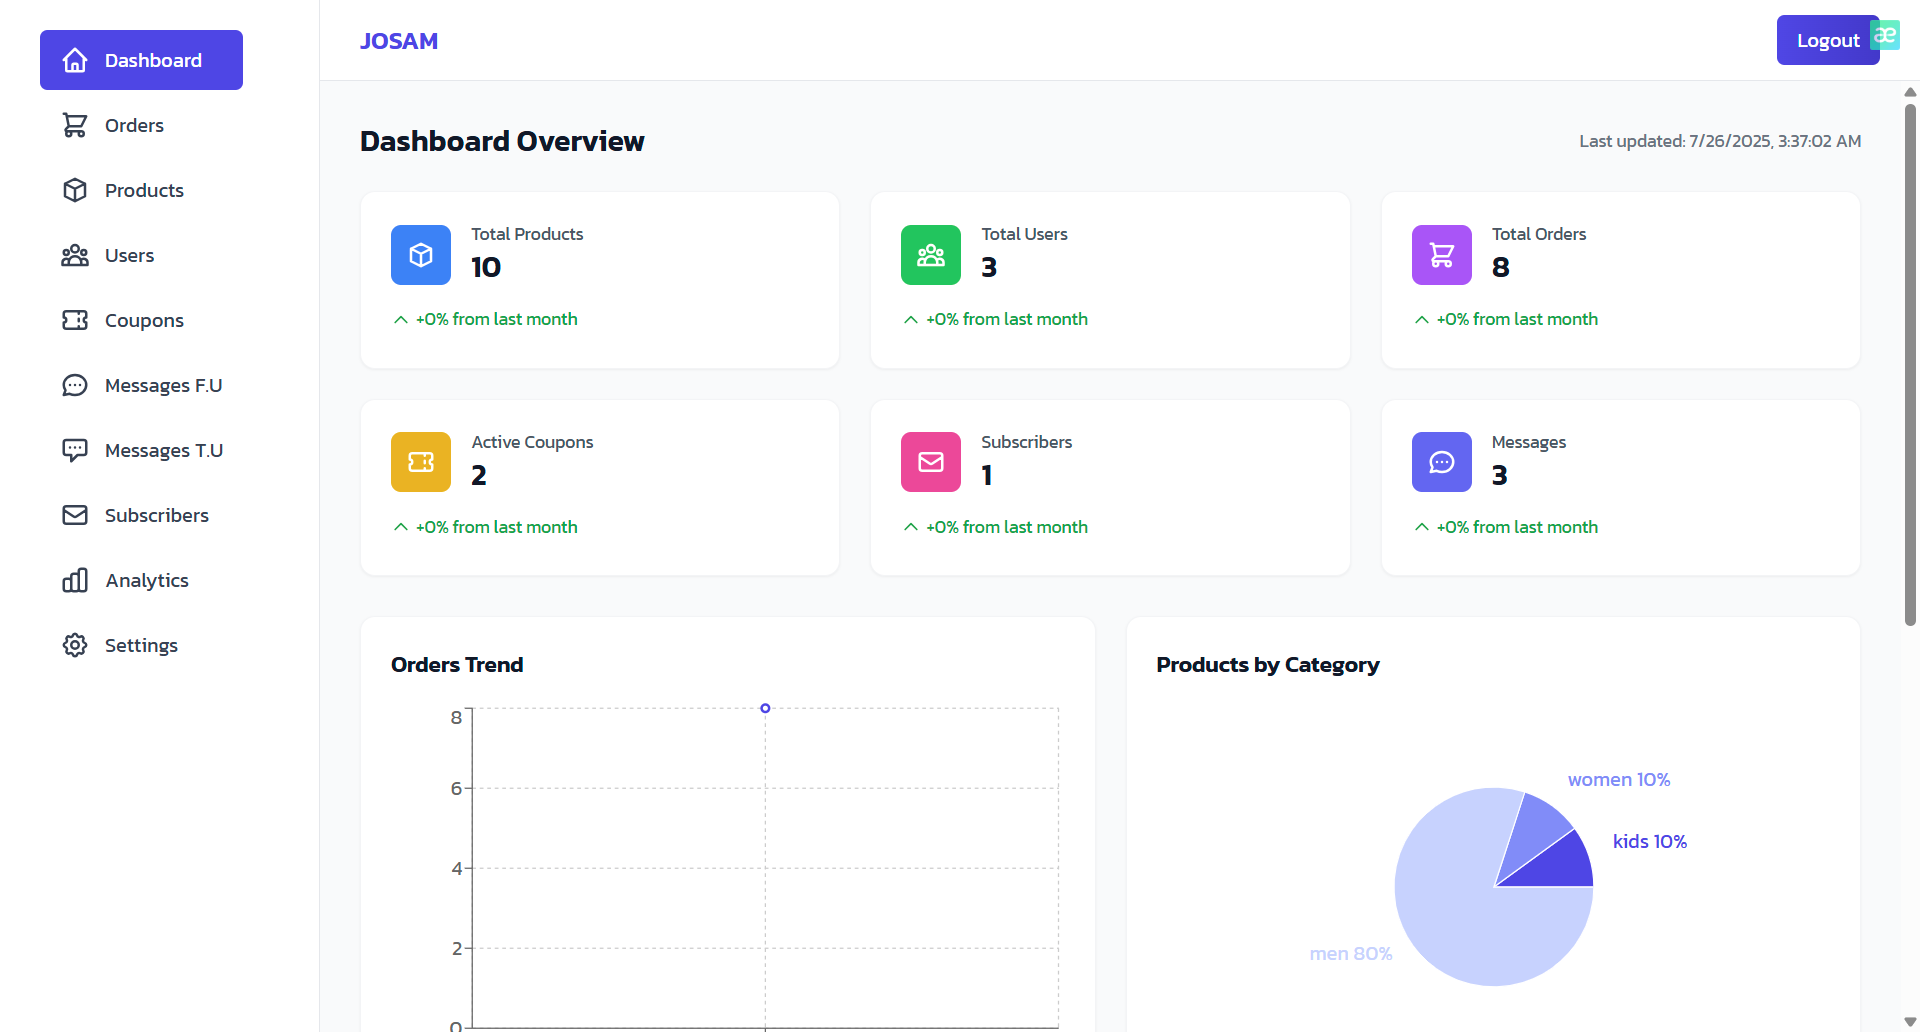 Dashboard
Orders
Products
Users
Coupons
Messages F.U
Messages T.U
Subscribers
Analytics
Settings
JOSAM
Logout
æ
Dashboard Overview
Last updated: 7/26/2025, 3:37:02 AM
Total Products
10
+0% from last month
Total Users
3
+0% from last month
Total Orders
8
+0% from last month
Active Coupons
2
+0% from last month
Subscribers
1
+0% from last month
Messages
3
+0% from last month
Orders Trend
8
6
4
2
0
Products by Category
women 10%
kids 10%
men 80%